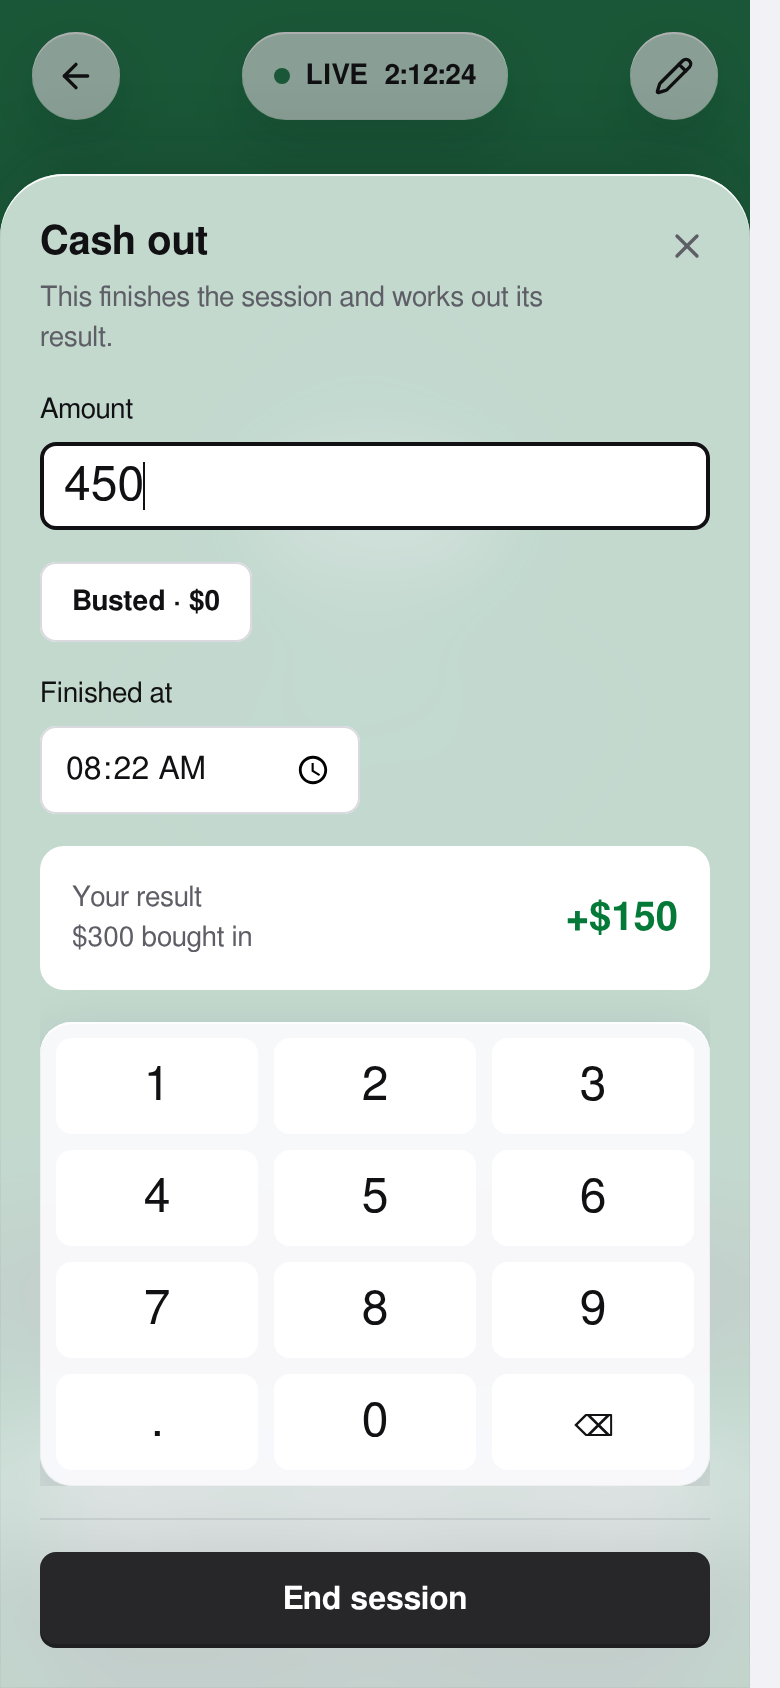 LIVE 2:12:24
Cash out
This finishes the session and works out its
result.
Amount
450
Busted · $0
Finished at
08:22 AM
Your result
$300 bought in
+$150
1 2 3
4 5 6
7 8 9
. 0 ⌫
End session